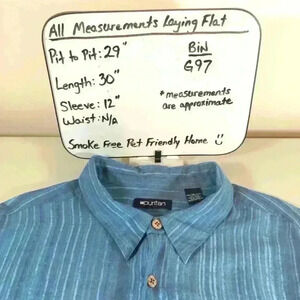 All Measurements Laying Flat
Pit to Pit: 29"
Length: 30"
Sleeve: 12"
Waist: N/A
BiN
G97
*measurements
are approximate
Smoke Free Pet Friendly Home
puritan